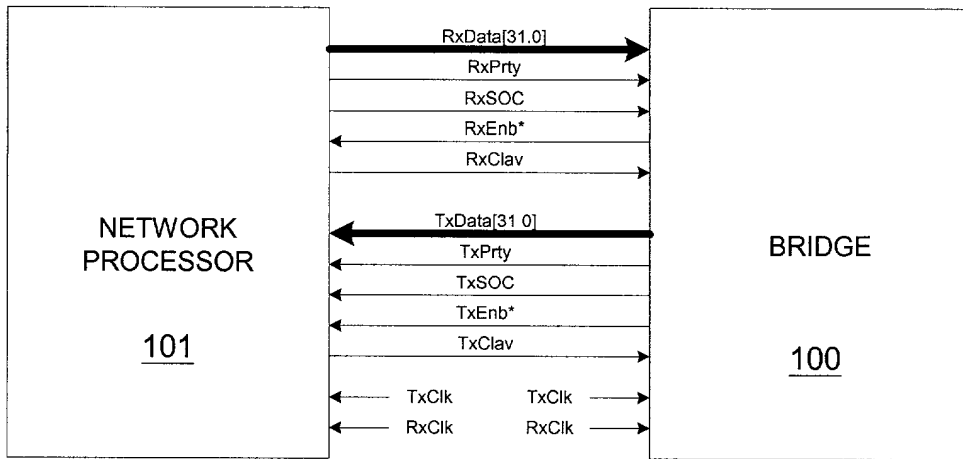 RxData[31.0]
RxPrty
RxSOC
RxEnb*
RxClav
TxData[31 0]
TxPrty
TxSOC
TxEnb*
TxClav
TxClk TxClk
RxClk RxClk
NETWORK
PROCESSOR
101
BRIDGE
100